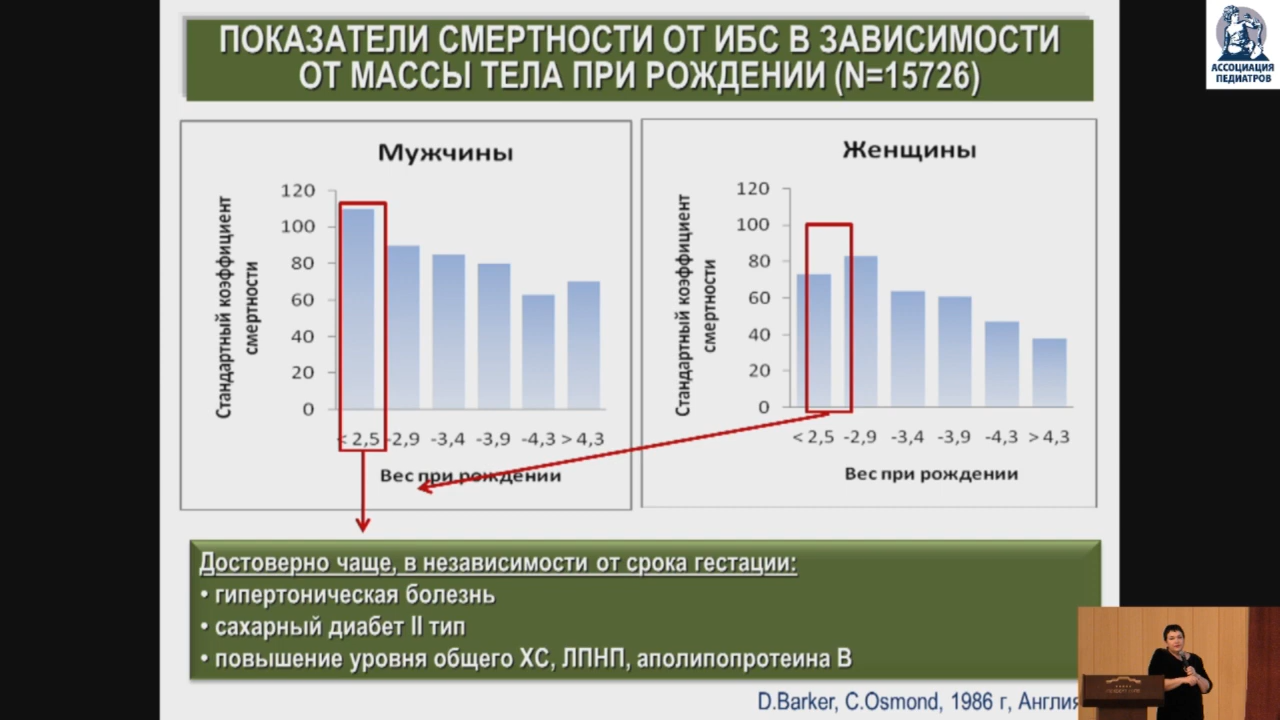 ПОКАЗАТЕЛИ СМЕРТНОСТИ ОТ ИБС В ЗАВИСИМОСТИ
ОТ МАССЫ ТЕЛА ПРИ РОЖДЕНИИ (N=15726)
АССОЦИАЦИЯ
ПЕДИАТРОВ
Мужчины
Стандартный коэффициент
смертности
120
100
80
60
40
20
0
< 2,5 -2,9 -3,4 -3,9 -4,3 > 4,3
Вес при рождении
Женщины
Стандартный коэффициент
смертности
120
100
80
60
40
20
0
< 2,5 -2,9 -3,4 -3,9 -4,3 > 4,3
Вес при рождении
Достоверно чаще, в независимости от срока гестации:
• гипертоническая болезнь
• сахарный диабет II тип
• повышение уровня общего ХС, ЛПНП, аполипопротеина В
D.Barker, C.Osmond, 1986 г, Англия